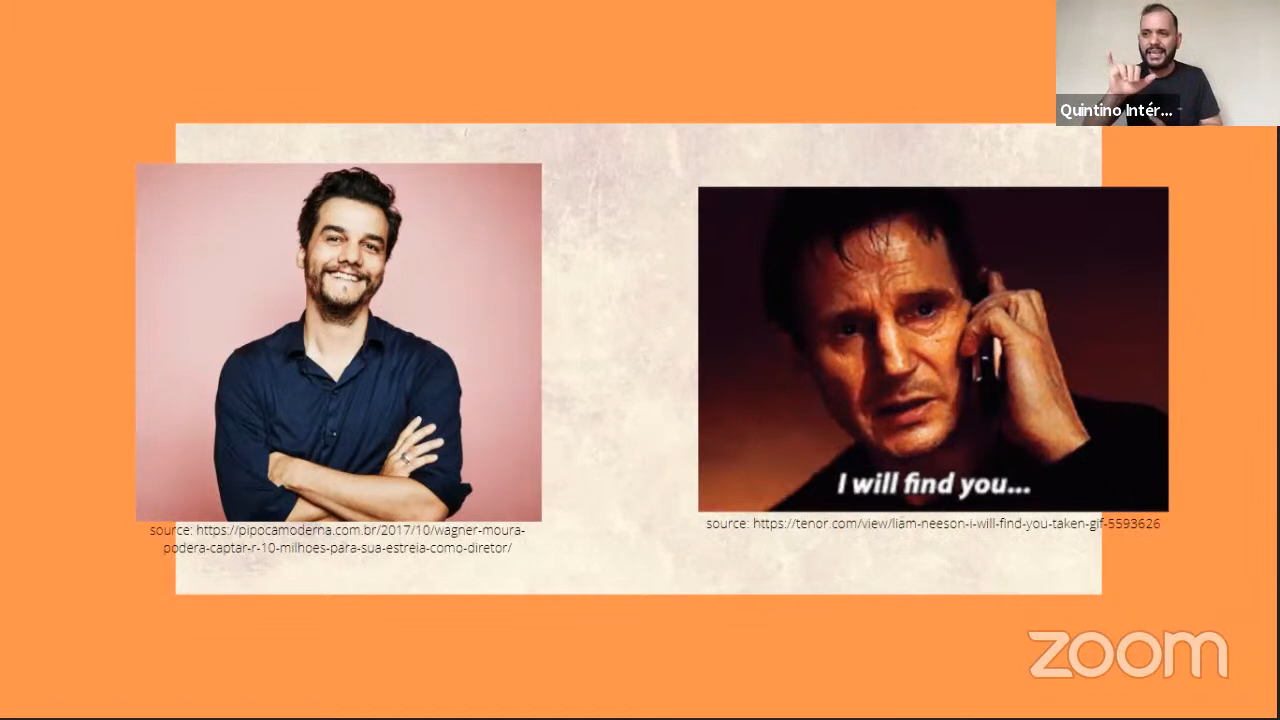 Quintino Intér...
I will find you...
source: https://pipocamoderna.com.br/2017/10/wagner-moura-
podera-captar-r-10-milhoes-para-sua-estreia-como-diretor/
source: https://tenor.com/view/liam-neeson-i-will-find-you-taken-gif-5593626
zoom